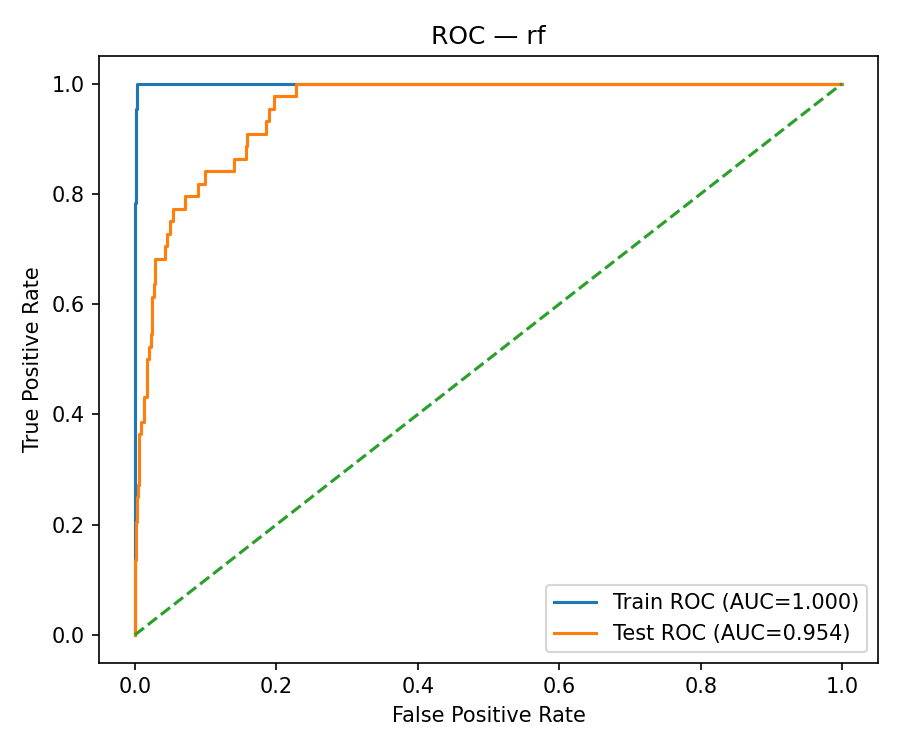 ROC — rf
True Positive Rate
1.0
0.8
0.6
0.4
0.2
0.0
Train ROC (AUC=1.000)
Test ROC (AUC=0.954)
0.0 0.2 0.4 0.6 0.8 1.0
False Positive Rate